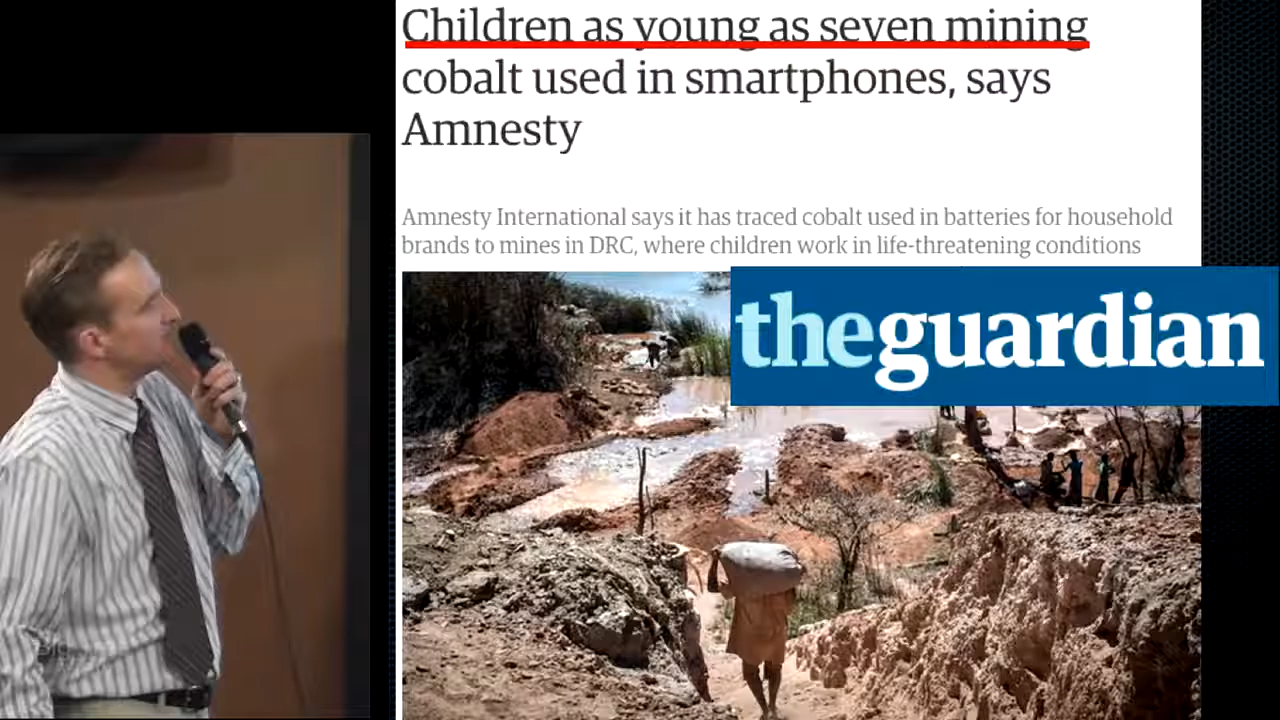 Children as young as seven mining
cobalt used in smartphones, says
Amnesty
Amnesty International says it has traced cobalt used in batteries for household
brands to mines in DRC, where children work in life-threatening conditions
theguardian